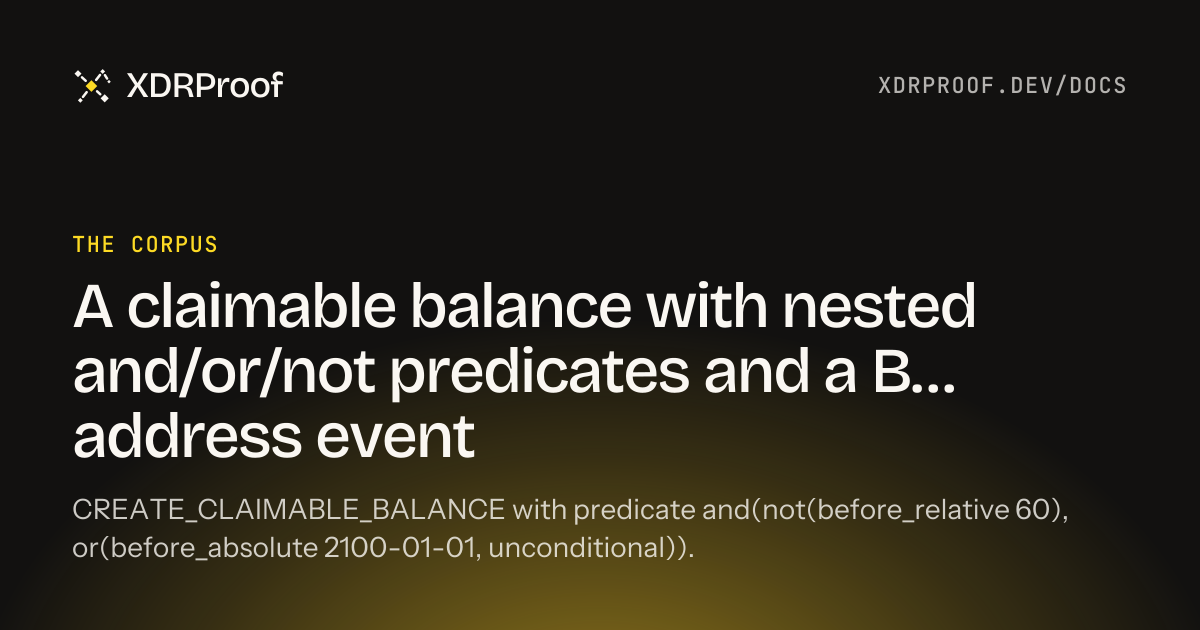 XDRProof
XDRPROOF.DEV/DOCS
THE CORPUS
A claimable balance with nested
and/or/not predicates and a B...
address event
CREATE_CLAIMABLE_BALANCE with predicate and(not(before_relative 60),
or(before_absolute 2100-01-01, unconditional)).